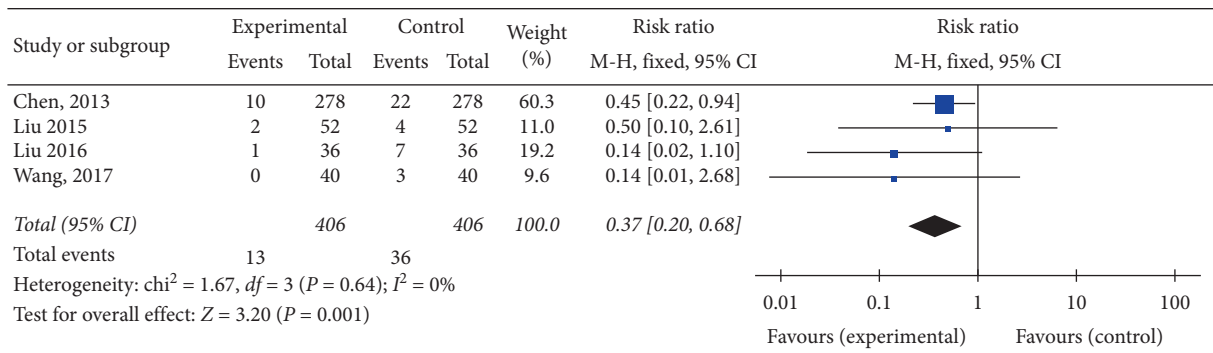 Study or subgroup Experimental Control Weight (%) Risk ratio Risk ratio
Events Total Events Total M-H, fixed, 95% CI M-H, fixed, 95% CI
Chen, 2013 10 278 22 278 60.3 0.45 [0.22, 0.94]
Liu 2015 2 52 4 52 11.0 0.50 [0.10, 2.61]
Liu 2016 1 36 7 36 19.2 0.14 [0.02, 1.10]
Wang, 2017 0 40 3 40 9.6 0.14 [0.01, 2.68]
Total (95% CI) 406 406 100.0 0.37 [0.20, 0.68]
Total events 13 36
Heterogeneity: chi² = 1.67, df = 3 (P = 0.64); I² = 0%
Test for overall effect: Z = 3.20 (P = 0.001)
0.01 0.1 1 10 100
Favours (experimental) Favours (control)